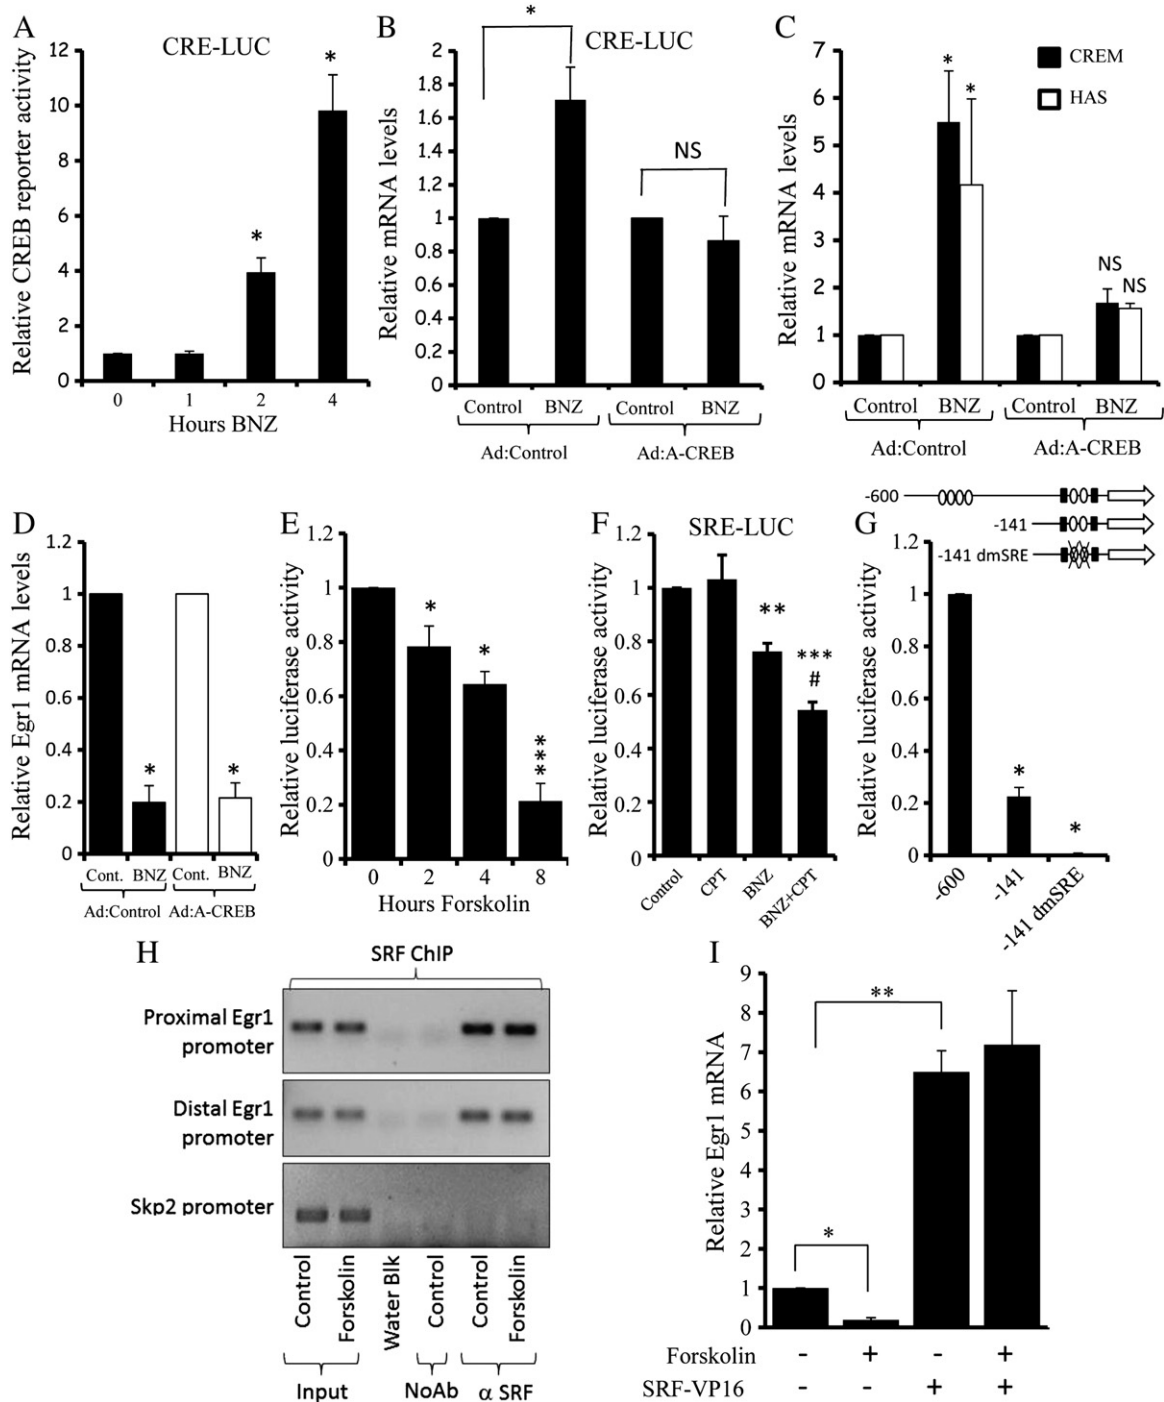 A
CRE-LUC
Relative CREB reporter activity
12
10
8
6
4
2
0
*
*
0 1 2 4
Hours BNZ
B
CRE-LUC
Relative mRNA levels
2
1.8
1.6
1.4
1.2
1
0.8
0.6
0.4
0.2
0
*
NS
Control BNZ Control BNZ
Ad:Control Ad:A-CREB
C
CREM
HAS
Relative mRNA levels
7
6
5
4
3
2
1
0
* *
NS NS
Control BNZ Control BNZ
Ad:Control Ad:A-CREB
D
Relative Egr1 mRNA levels
1.2
1
0.8
0.6
0.4
0.2
0
* *
Cont. BNZ Cont. BNZ
Ad:Control Ad:A-CREB
E
Relative luciferase activity
1.2
1
0.8
0.6
0.4
0.2
0
*
*
***
0 2 4 8
Hours Forskolin
F
SRE-LUC
Relative luciferase activity
1.2
1
0.8
0.6
0.4
0.2
0
**
***
#
Control CPT BNZ BNZ+CPT
G
-600
-141
-141 dmSRE
Relative luciferase activity
1.2
1
0.8
0.6
0.4
0.2
0
*
*
-600 -141 -141 dmSRE
H
SRF ChIP
Proximal Egr1
promoter
Distal Egr1
promoter
Skp2 promoter
Control Forskolin Water Blk Control Control Forskolin
Input NoAb α SRF
I
Relative Egr1 mRNA
9
8
7
6
5
4
3
2
1
0
**
*
Forskolin - + - +
SRF-VP16 - - + +